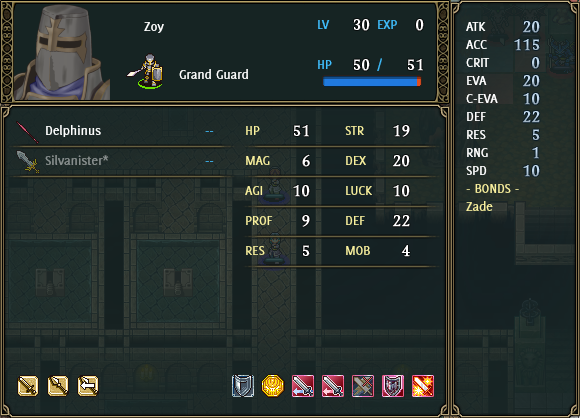 Zoy
LV 30 EXP 0
Grand Guard
HP 50 / 51
Delphinus --
Silvanister* --
HP 51 STR 19
MAG 6 DEX 20
AGI 10 LUCK 10
PROF 9 DEF 22
RES 5 MOB 4
ATK 20
ACC 115
CRIT 0
EVA 20
C-EVA 10
DEF 22
RES 5
RNG 1
SPD 10
- BONDS -
Zade